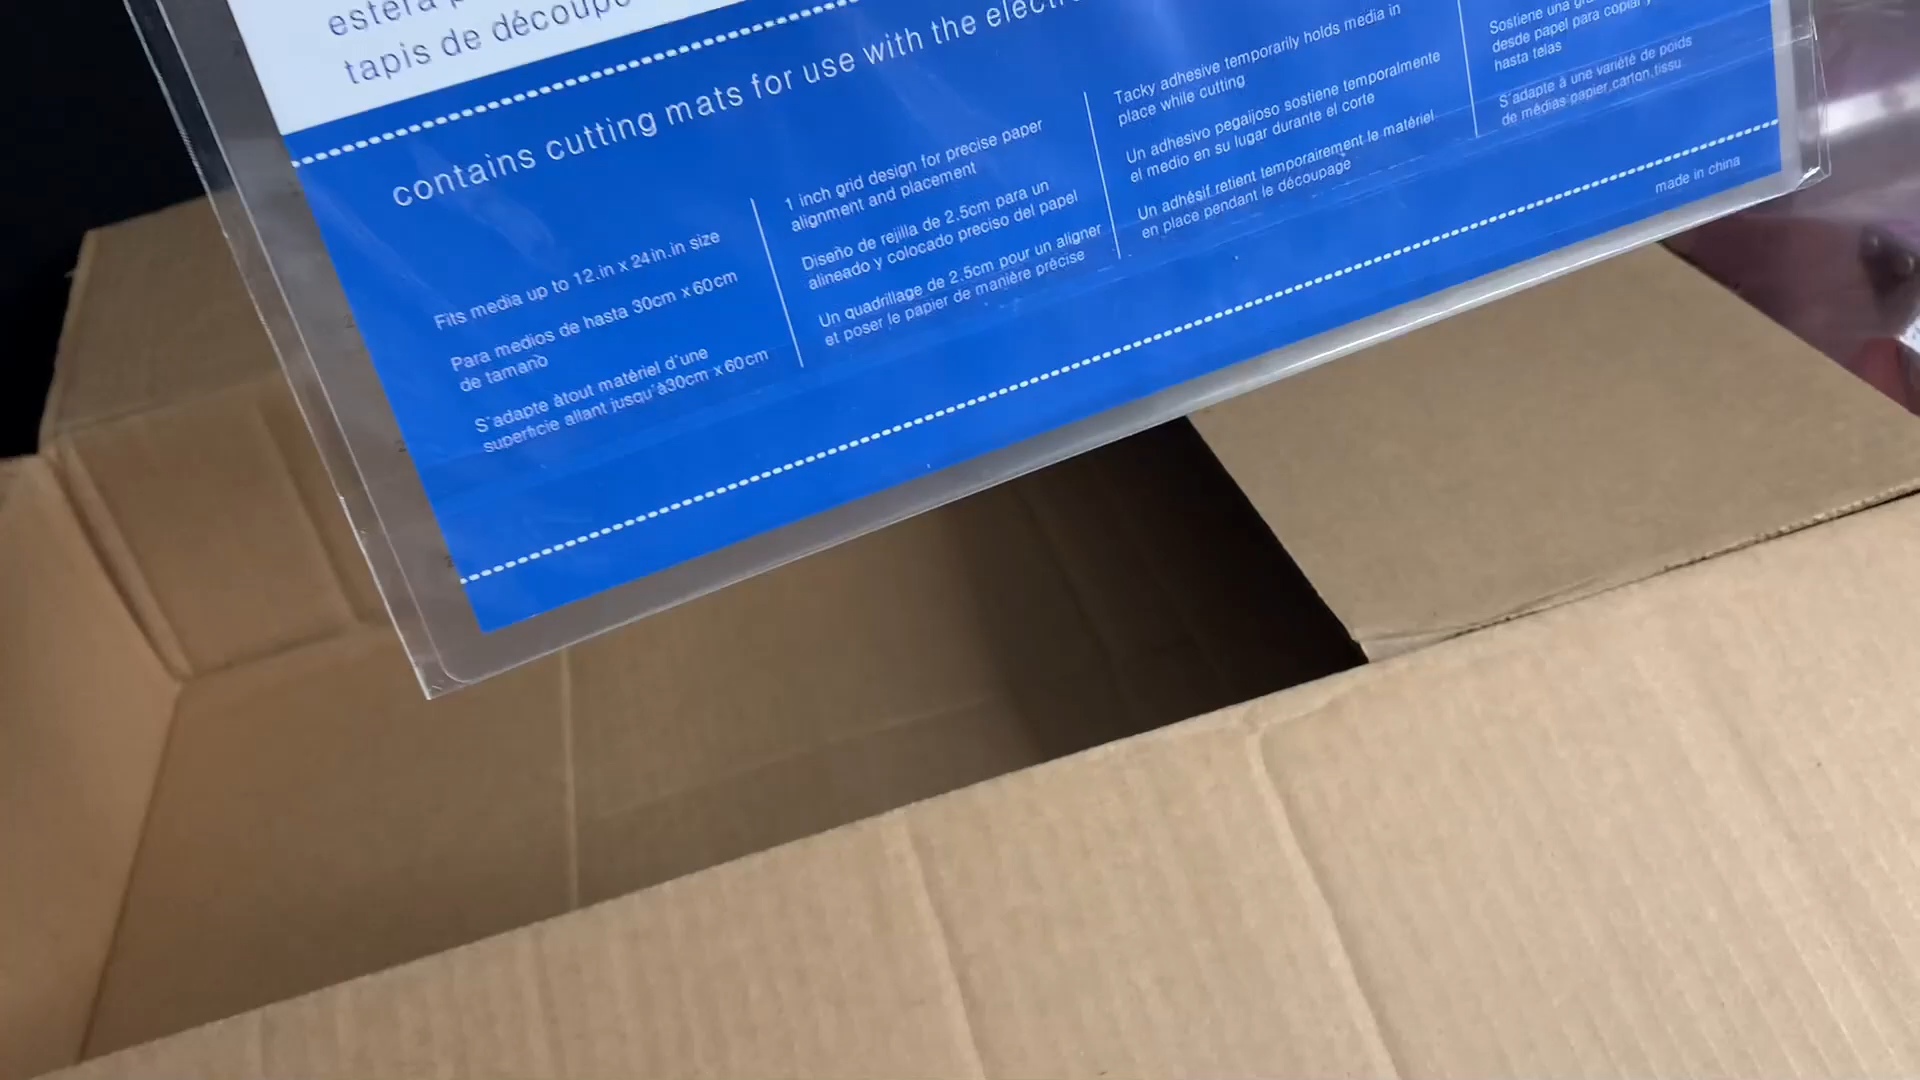 estera
tapis de découpe
contains cutting mats for use with the
Fits media up to 12.in x 24in.in size
Para medios de hasta 30cm x 60cm
de tamano
S'adapte àtout matériel d'une
superficie allant jusqu'à30cm x 60cm
1 inch grid design for precise paper
alignment and placement
Diseño de rejilla de 2.5cm para un
alineado y colocado preciso del papel
Un quadrillage de 2.5cm pour un aligner
et poser le papier de manière précise
Tacky adhesive temporarily holds media in
place while cutting
Un adhesivo pegaijoso sostiene temporalmente
el medio en su lugar durante el corte
Un adhésif retient temporairement le matériel
en place pendant le découpage
Sostiene una
desde papel para copiar
hasta telas
S'adapte à une variété de poids
de médias:papier,carton,tissu
made in china